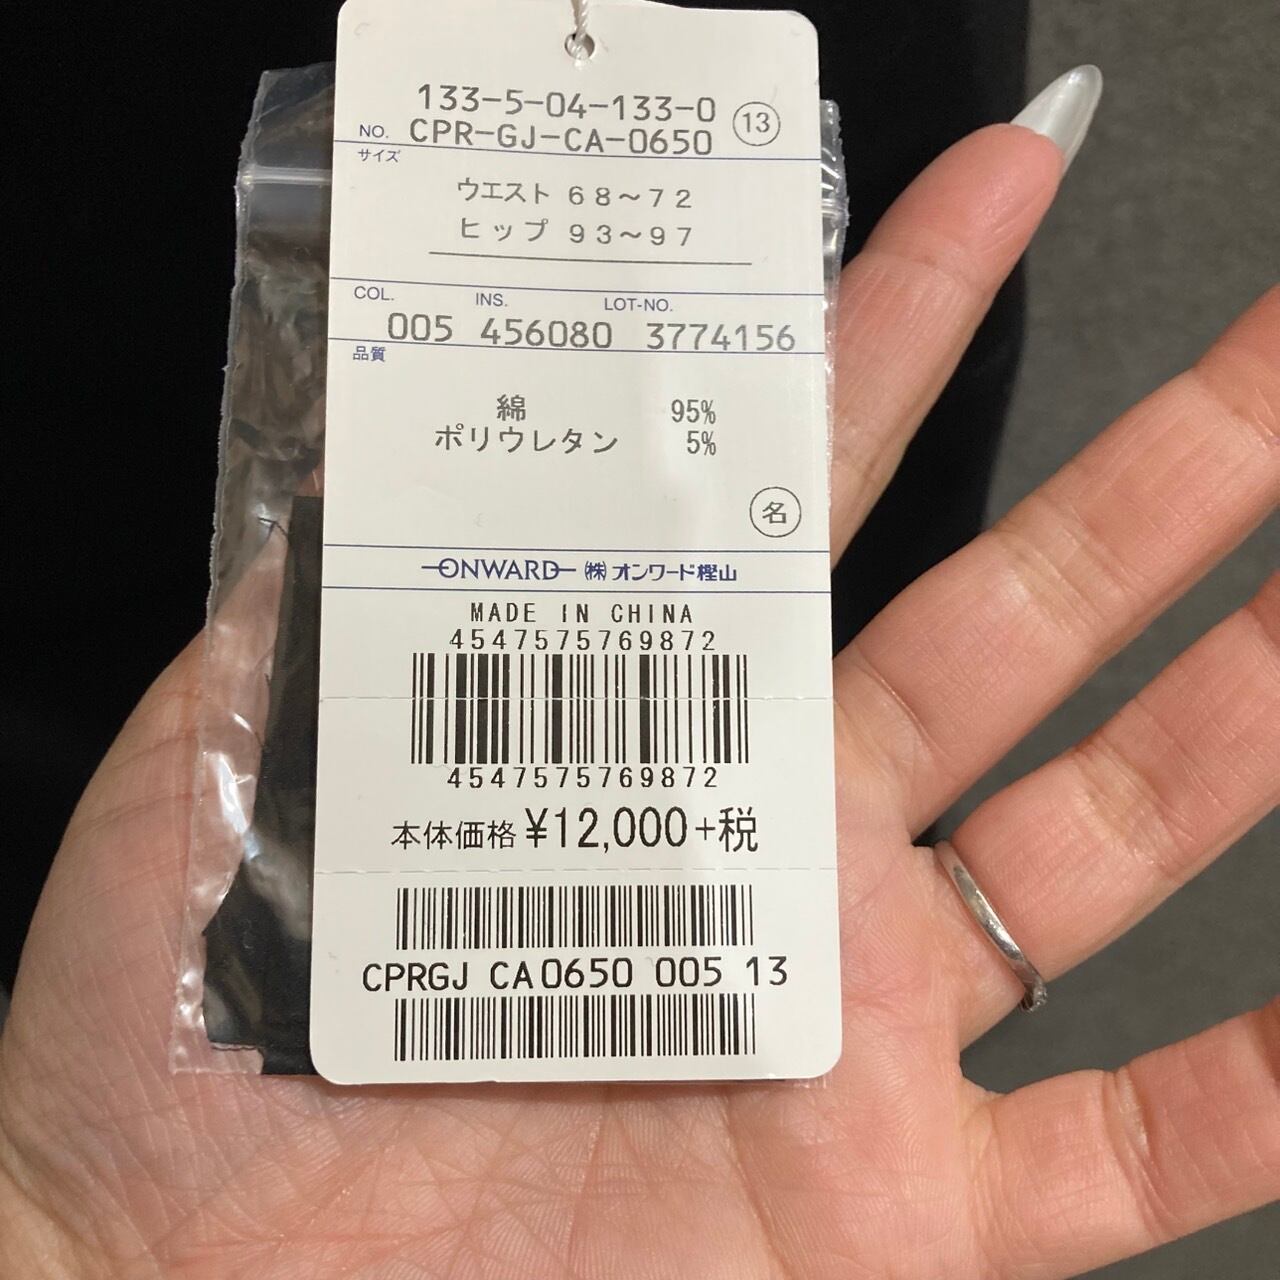 133-5-04-133-0
NO. CPR-GJ-CA-0650 13
サイズ
ウエスト 68~72
ヒップ 93~97
COL. INS. LOT-NO.
005 456080 3774156
品質
綿 95%
ポリウレタン 5%
名
ONWARD ㈱オンワード樫山
MADE IN CHINA
4547575769872
4547575769872
本体価格 ¥12,000+税
CPRGJ CA0650 005 13